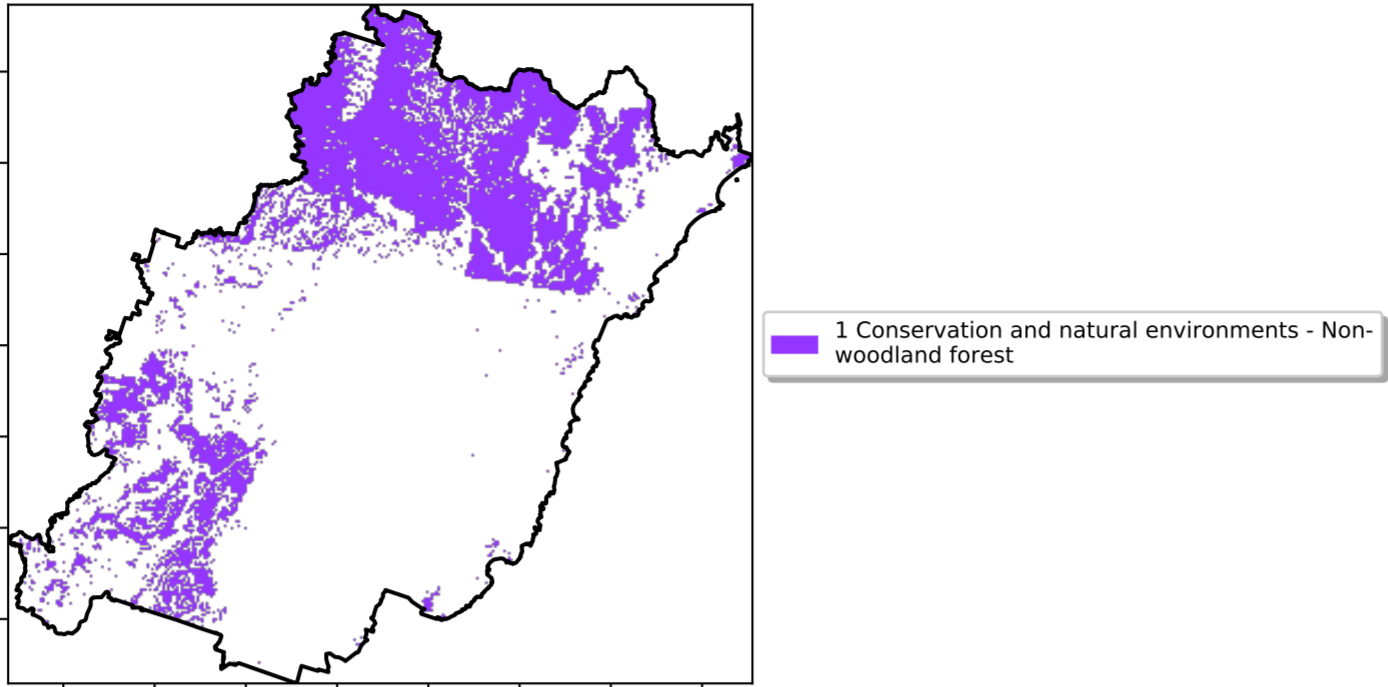 1 Conservation and natural environments - Non-
woodland forest